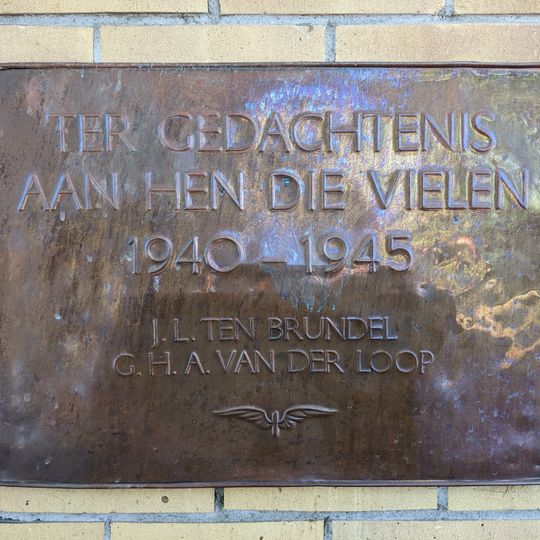 TER GEDACHTENIS
AAN HEN DIE VIELEN
1940 – 1945
J. L. TEN BRUNDEL
G. H. A. VAN DER LOOP